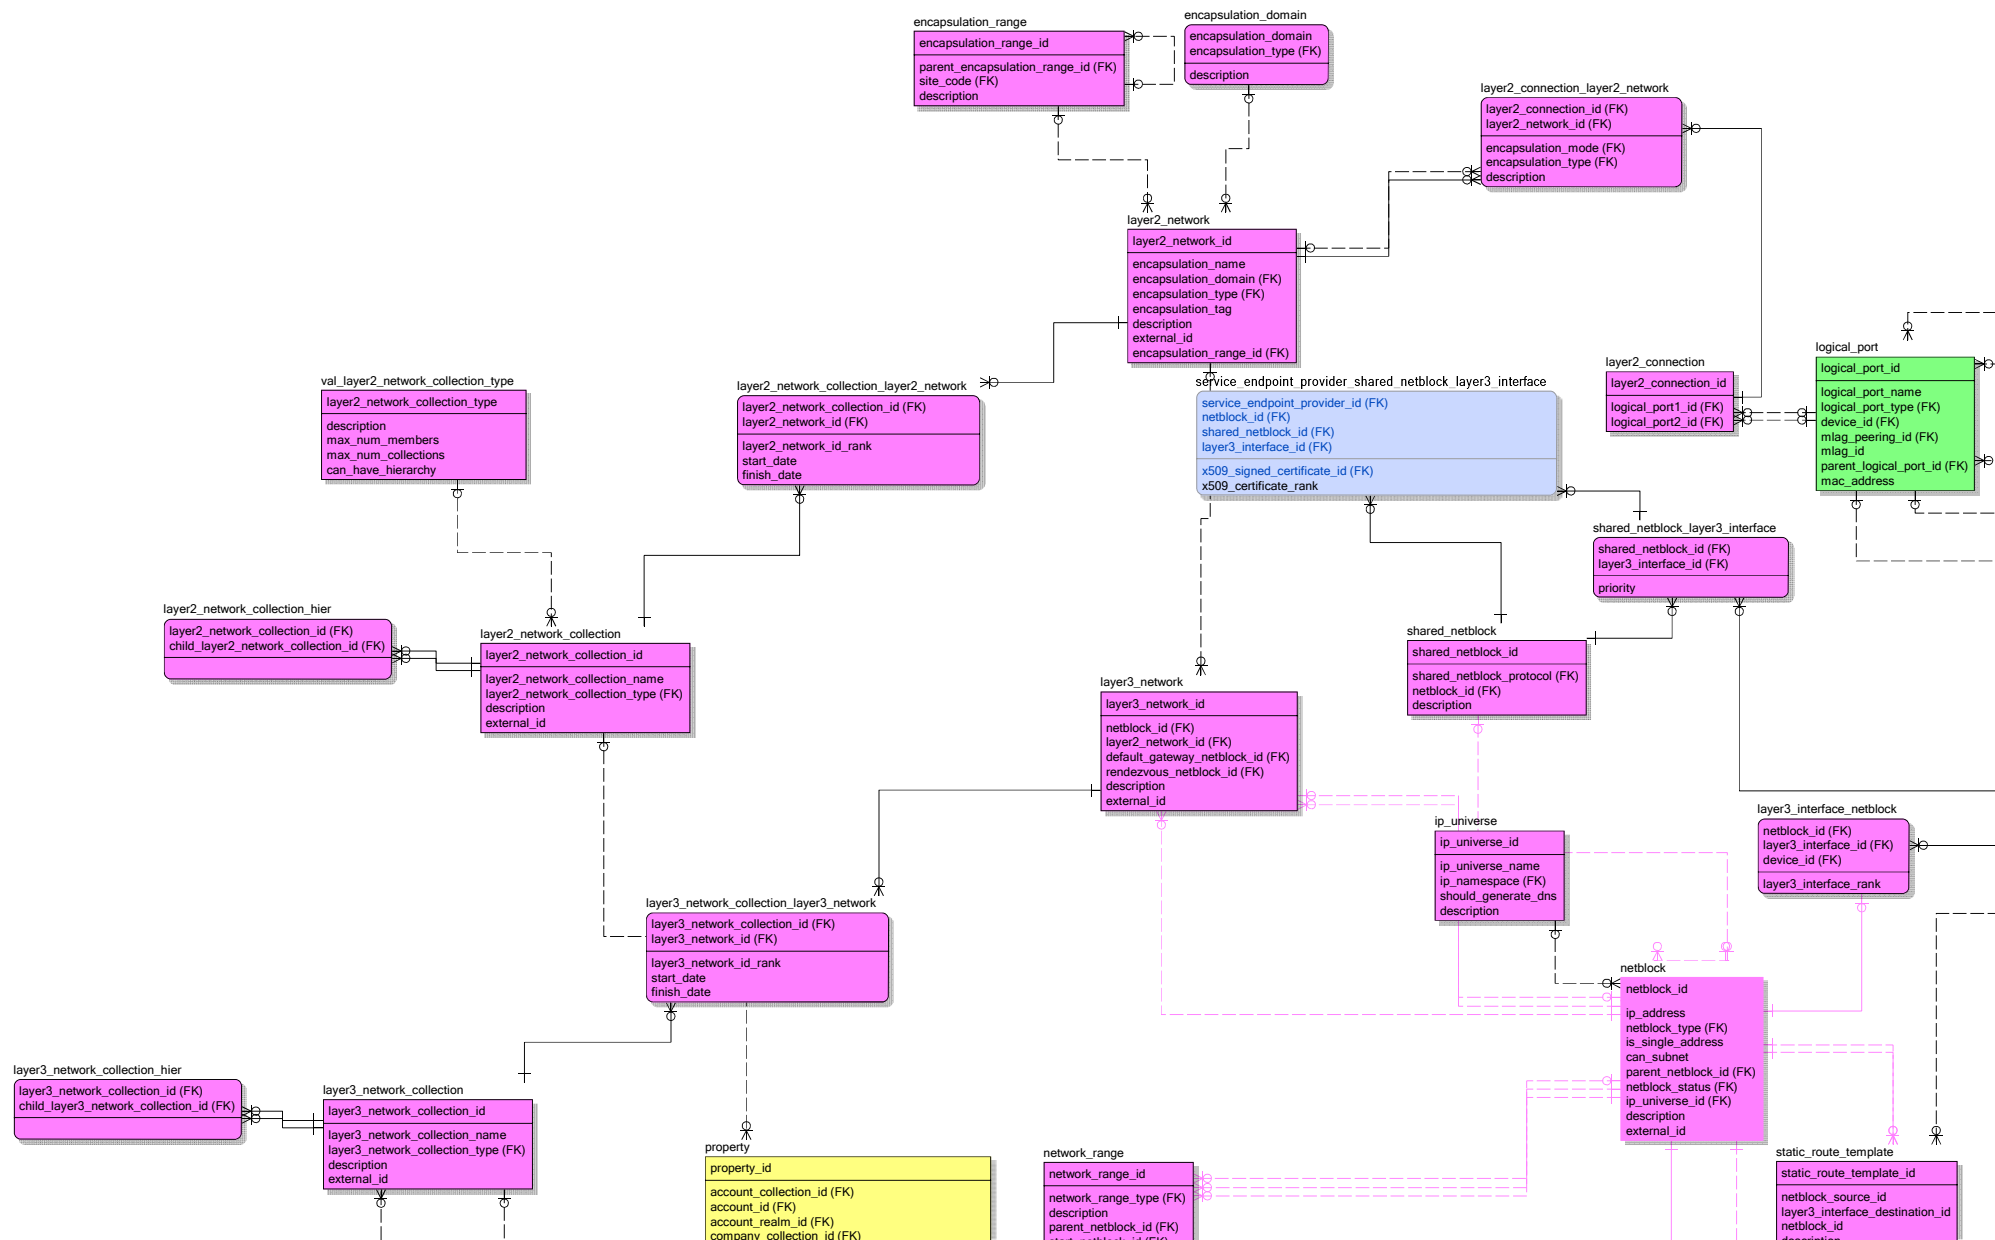 encapsulation_range
encapsulation_range_id
parent_encapsulation_range_id (FK)
site_code (FK)
description
encapsulation_domain
encapsulation_domain
encapsulation_type (FK)
description
layer2_connection_layer2_network
layer2_connection_id (FK)
layer2_network_id (FK)
encapsulation_mode (FK)
encapsulation_type (FK)
description
layer2_network
layer2_network_id
encapsulation_name
encapsulation_domain (FK)
encapsulation_type (FK)
encapsulation_tag
description
external_id
encapsulation_range_id (FK)
logical_port
logical_port_id
logical_port_name
logical_port_type (FK)
device_id (FK)
mlag_peering_id (FK)
mlag_id
parent_logical_port_id (FK)
mac_address
layer2_connection
layer2_connection_id
logical_port1_id (FK)
logical_port2_id (FK)
val_layer2_network_collection_type
layer2_network_collection_type
description
max_num_members
max_num_collections
can_have_hierarchy
layer2_network_collection_layer2_network
layer2_network_collection_id (FK)
layer2_network_id (FK)
layer2_network_id_rank
start_date
finish_date
service_endpoint_provider_shared_netblock_layer3_interface
service_endpoint_provider_id (FK)
netblock_id (FK)
shared_netblock_id (FK)
layer3_interface_id (FK)
x509_signed_certificate_id (FK)
x509_certificate_rank
shared_netblock_layer3_interface
shared_netblock_id (FK)
layer3_interface_id (FK)
priority
layer2_network_collection_hier
layer2_network_collection_id (FK)
child_layer2_network_collection_id (FK)
layer2_network_collection
layer2_network_collection_id
layer2_network_collection_name
layer2_network_collection_type (FK)
description
external_id
shared_netblock
shared_netblock_id
shared_netblock_protocol (FK)
netblock_id (FK)
description
layer3_network
layer3_network_id
netblock_id (FK)
layer2_network_id (FK)
default_gateway_netblock_id (FK)
rendezvous_netblock_id (FK)
description
external_id
ip_universe
ip_universe_id
ip_universe_name
ip_namespace (FK)
should_generate_dns
description
layer3_interface_netblock
netblock_id (FK)
layer3_interface_id (FK)
device_id (FK)
layer3_interface_rank
layer3_network_collection_layer3_network
layer3_network_collection_id (FK)
layer3_network_id (FK)
layer3_network_id_rank
start_date
finish_date
netblock
netblock_id
ip_address
netblock_type (FK)
is_single_address
can_subnet
parent_netblock_id (FK)
netblock_status (FK)
ip_universe_id (FK)
description
external_id
layer3_network_collection_hier
layer3_network_collection_id (FK)
child_layer3_network_collection_id (FK)
layer3_network_collection
layer3_network_collection_id
layer3_network_collection_name
layer3_network_collection_type (FK)
description
external_id
property
property_id
account_collection_id (FK)
account_id (FK)
account_realm_id (FK)
company_collection_id (FK)
network_range
network_range_id
network_range_type (FK)
description
parent_netblock_id (FK)
static_route_template
static_route_template_id
netblock_source_id
layer3_interface_destination_id
netblock_id